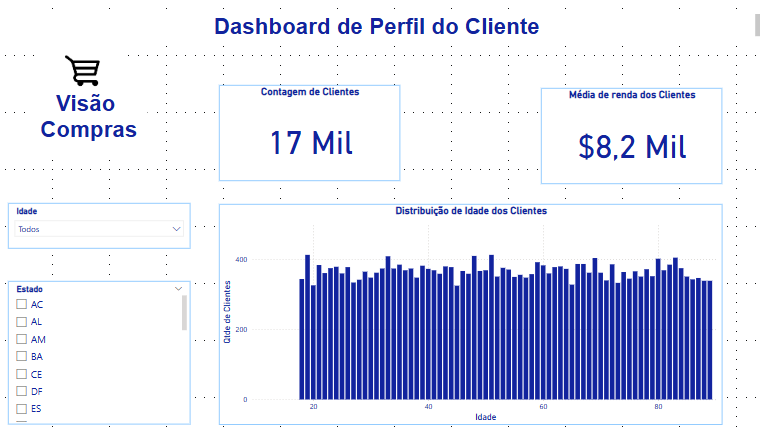 Dashboard de Perfil do Cliente
Visão
Compras
Contagem de Clientes
17 Mil
Média de renda dos Clientes
$8,2 Mil
Idade
Todos
Estado
AC
AL
AM
BA
CE
DF
ES
Distribuição de Idade dos Clientes
Qtde de Clientes
400
200
0
20
40
60
80
Idade